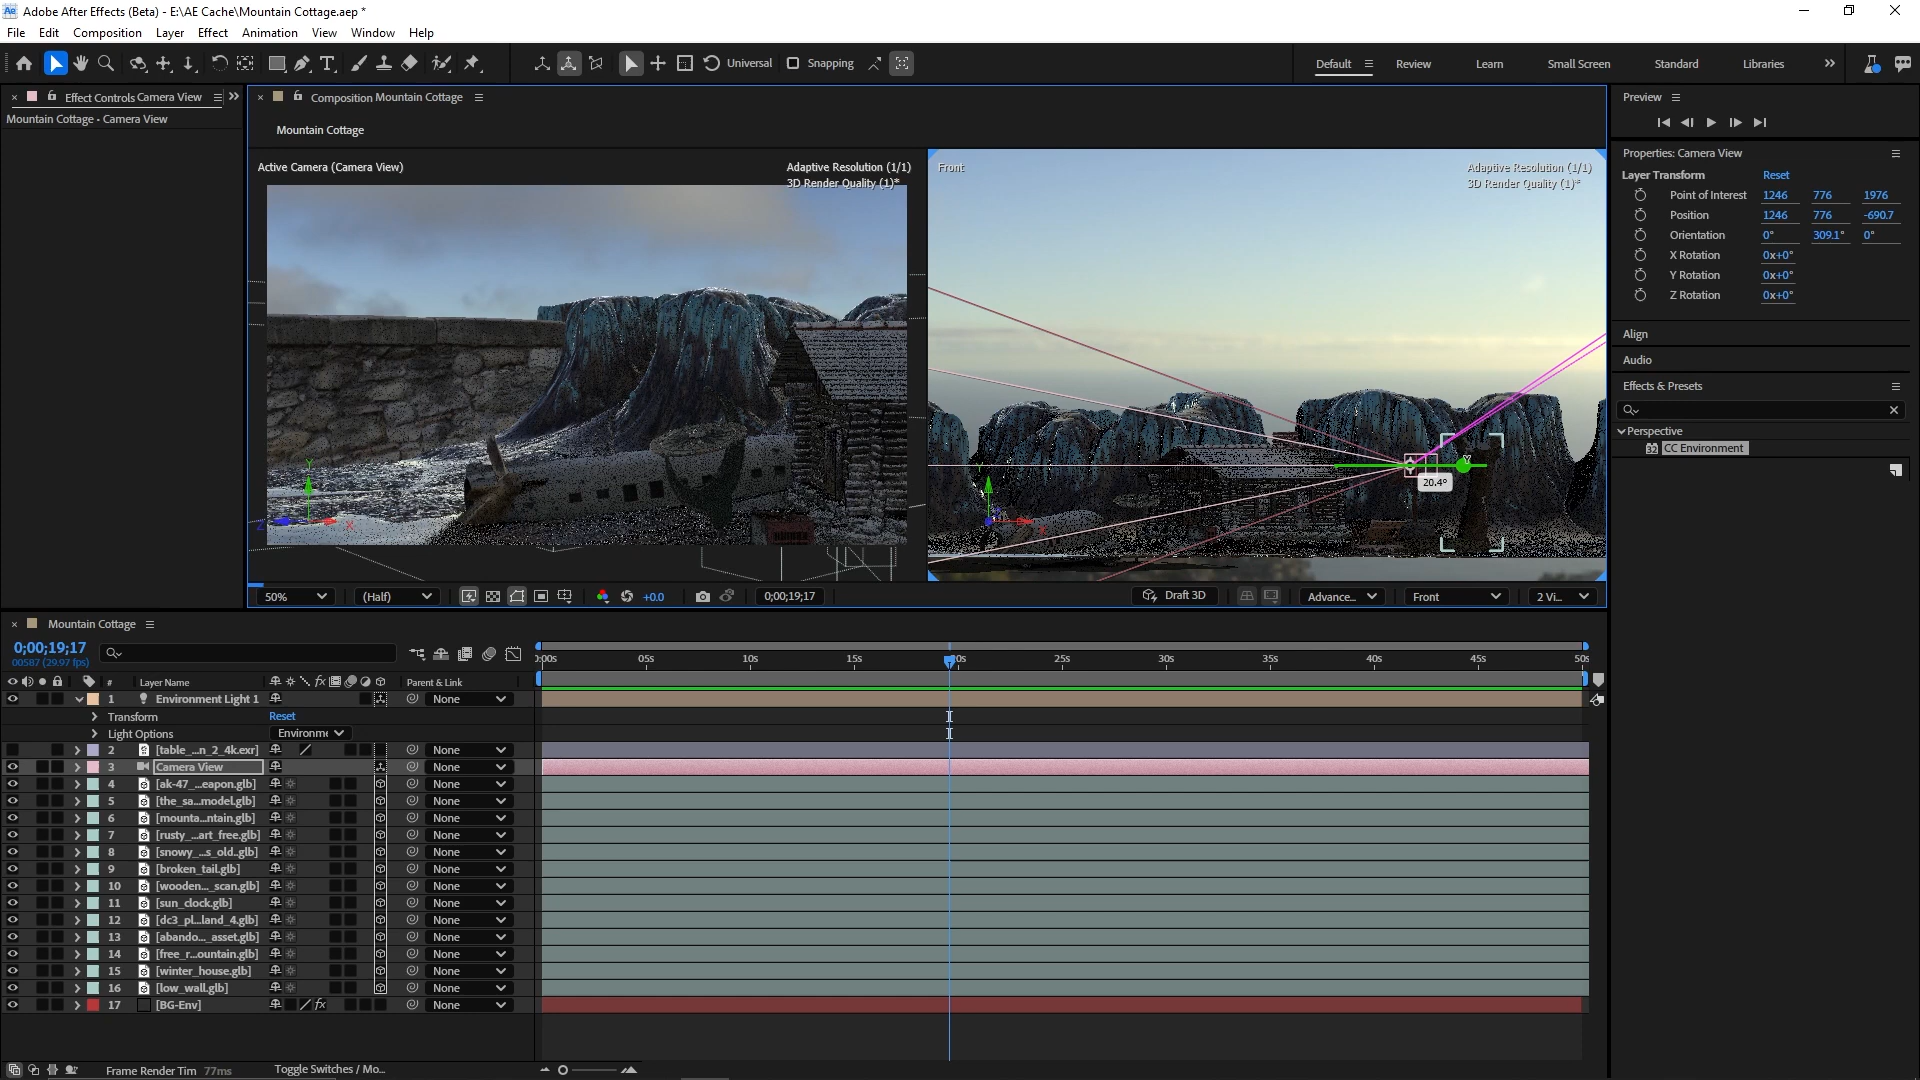 Adobe After Effects (Beta) - E:\AE Cache\Mountain Cottage.aep *
File Edit Composition Layer Effect Animation View Window Help
Universal Snapping Default Review Learn Small Screen Standard Libraries
Effect Controls Camera View
Mountain Cottage • Camera View
Composition Mountain Cottage
Mountain Cottage
Active Camera (Camera View)
Adaptive Resolution (1/1)
3D Render Quality (1)*
Front
Adaptive Resolution (1/1)
3D Render Quality (1)*
Y
Z
X
Y
20.4°
50% (Half) +0.0 0;00;19;17 Draft 3D Advance... Front 2 Vi...
Preview
Properties: Camera View
Layer Transform Reset
Point of Interest 1246 776 1976
Position 1246 776 -690.7
Orientation 0° 309.1° 0°
X Rotation 0x+0°
Y Rotation 0x+0°
Z Rotation 0x+0°
Align
Audio
Effects & Presets
Perspective
32 CC Environment
Mountain Cottage
0;00;19;17
00587 (29.97 fps)
:00s 05s 10s 15s 20s 25s 30s 35s 40s 45s 50s
# Layer Name fx Parent & Link
1 Environment Light 1 None
Transform Reset
Light Options Environme
2 [table_...n_2_4k.exr] None
3 Camera View None
4 [ak-47_...eapon.glb] None
5 [the_sa...model.glb] None
6 [mounta...ntain.glb] None
7 [rusty_...art_free.glb] None
8 [snowy_...s_old..glb] None
9 [broken_tail.glb] None
10 [wooden..._scan.glb] None
11 [sun_clock.glb] None
12 [dc3_pl...land_4.glb] None
13 [abando..._asset.glb] None
14 [free_r...ountain.glb] None
15 [winter_house.glb] None
16 [low_wall.glb] None
17 [BG-Env] fx None
Frame Render Tim 77ms Toggle Switches / Mo...